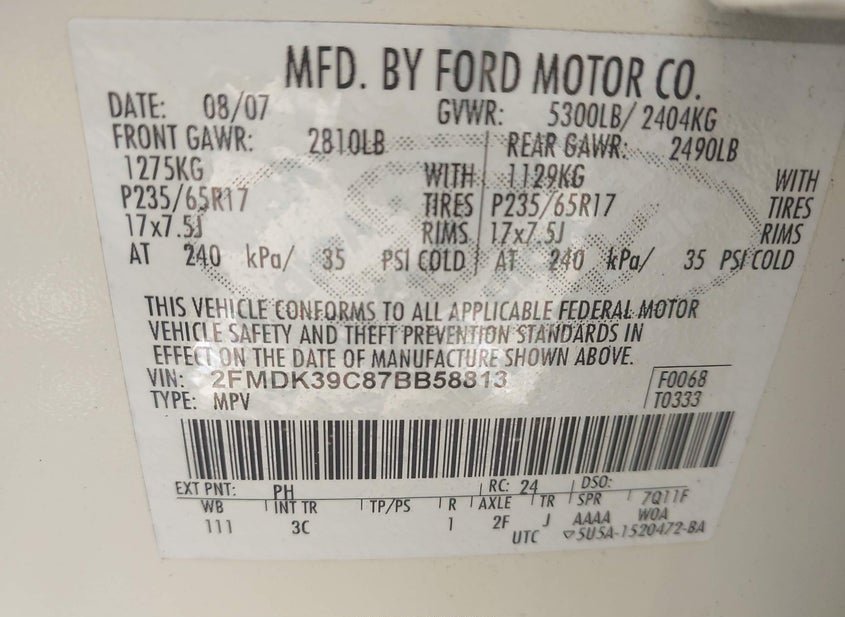 MFD. BY FORD MOTOR CO.
DATE: 08/07 GVWR: 5300LB/ 2404KG
FRONT GAWR: 2810LB REAR GAWR: 2490LB
1275KG WITH 1129KG WITH
P235/65R17 TIRES P235/65R17 TIRES
17x7.5J RIMS 17x7.5J RIMS
AT 240 kPa/ 35 PSI COLD AT 240 kPa/ 35 PSI COLD
THIS VEHICLE CONFORMS TO ALL APPLICABLE FEDERAL MOTOR
VEHICLE SAFETY AND THEFT PREVENTION STANDARDS IN
EFFECT ON THE DATE OF MANUFACTURE SHOWN ABOVE.
VIN: 2FMDK39C87BB58813 F0068
TYPE: MPV T0333
EXT PNT: PH RC: 24 DSO:
WB INT TR TP/PS R AXLE TR SPR 7Q11F
111 3C 1 2F J AAAA W0A
UTC 5U5A-1520472-BA